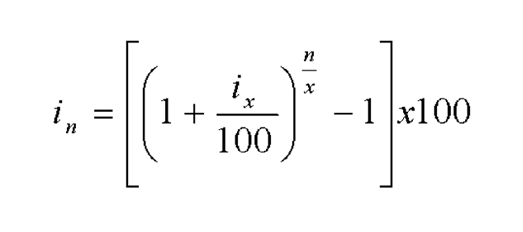 i_n = [(1 + i_x/100)^(n/x) - 1]x100